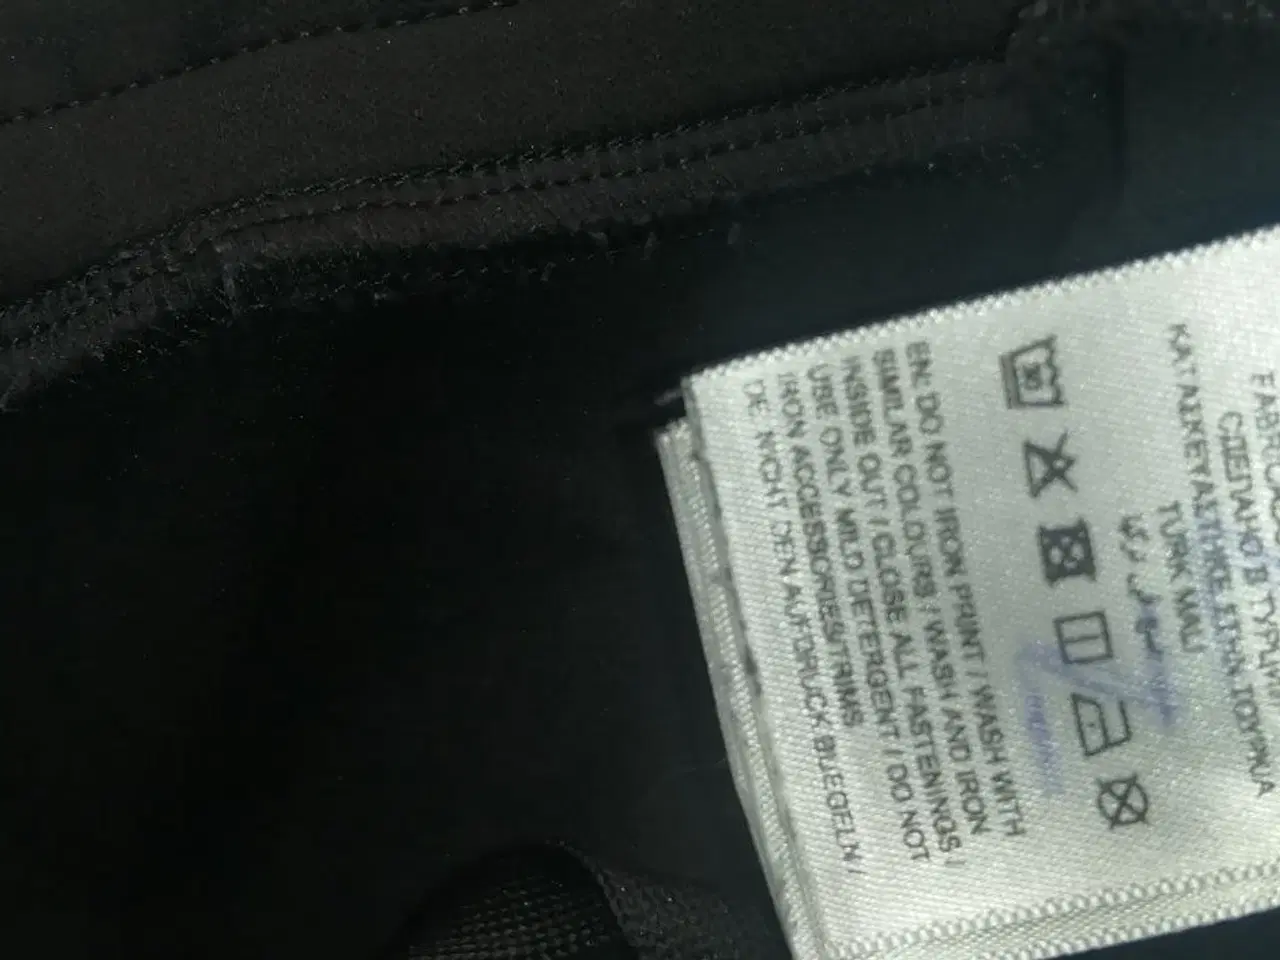 FABRICADO
СДЕЛАНО В ТУРЦИИ
ΚΑΤΑΣΚΕΥΑΣΤΗΚΕ ΣΤΗΝ ΤΟΥΡΚΙΑ
TURK MALI
30
EN: DO NOT IRON PRINT / WASH WITH
SIMILAR COLOURS / WASH AND IRON
INSIDE OUT / CLOSE ALL FASTENINGS /
USE ONLY MILD DETERGENT / DO NOT
IRON ACCESSORIES/TRIMS
DE: NICHT DEN AUFDRUCK BUEGELN /